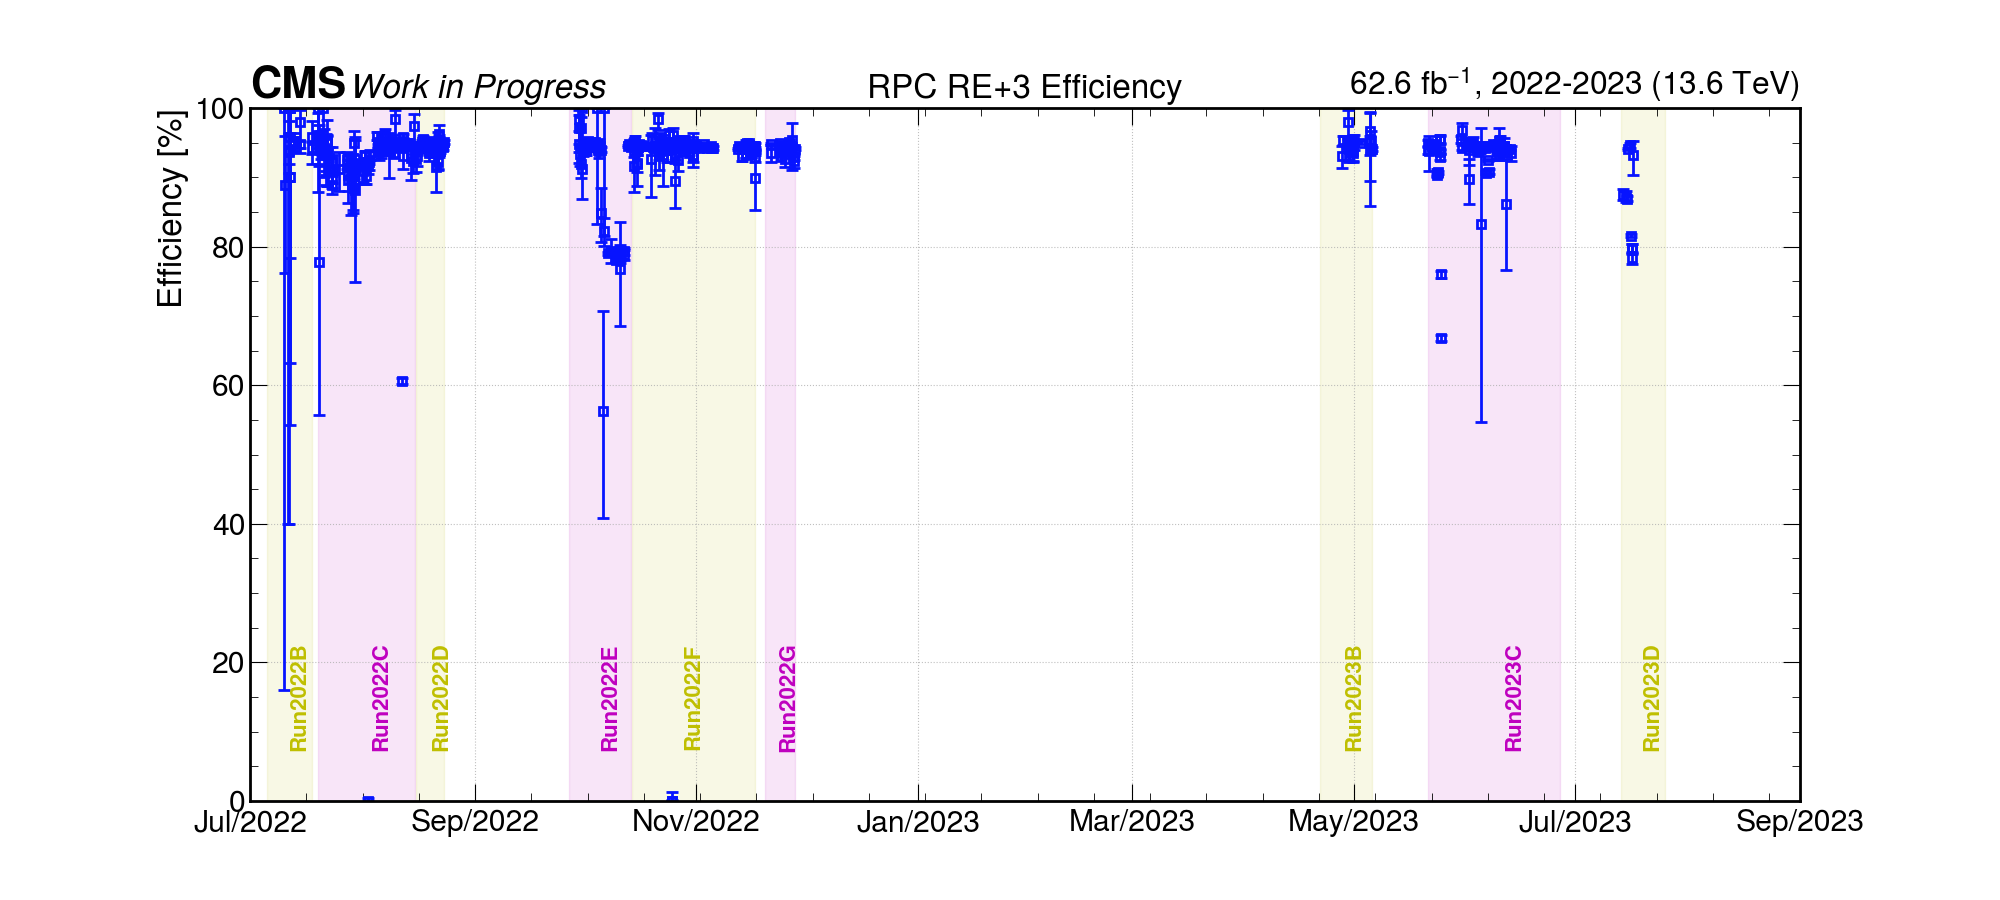 CMS Work in Progress RPC RE+3 Efficiency 62.6 fb⁻¹, 2022-2023 (13.6 TeV)
Efficiency [%]
100
80
60
40
20
0
Run2022B Run2022C Run2022D Run2022E Run2022F Run2022G Run2023B Run2023C Run2023D
Jul/2022 Sep/2022 Nov/2022 Jan/2023 Mar/2023 May/2023 Jul/2023 Sep/2023